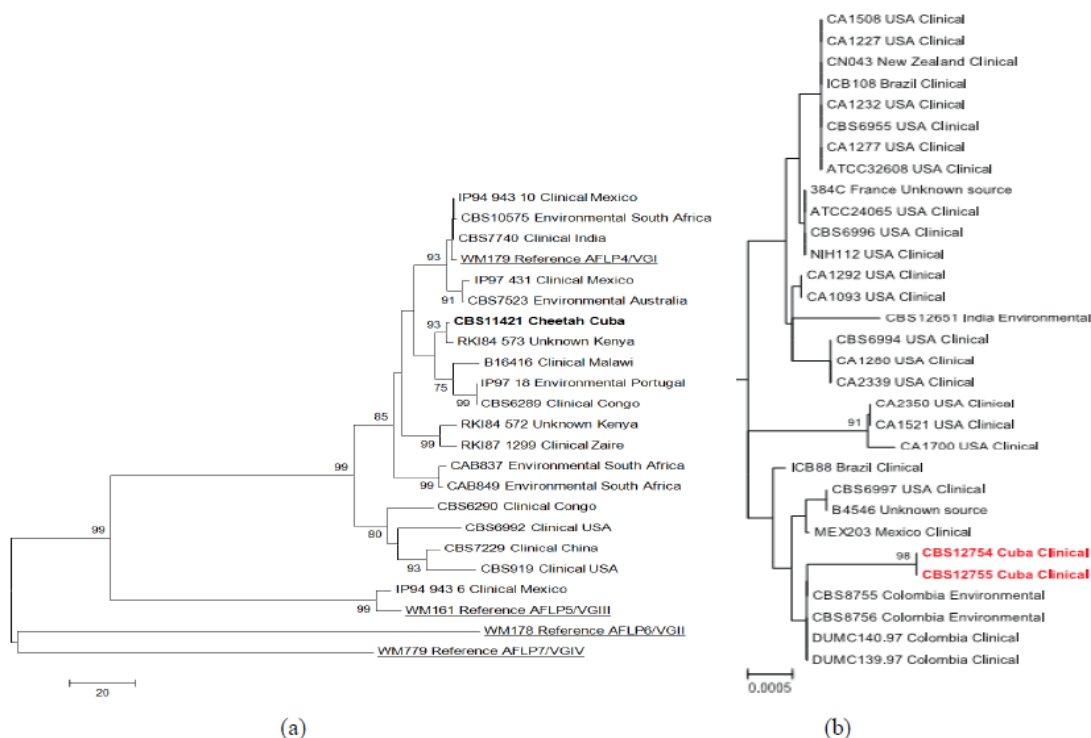 IP94 943 10 Clinical Mexico
CBS10575 Environmental South Africa
CBS7740 Clinical India
93
WM179 Reference AFLP4/VGI
IP97 431 Clinical Mexico
91
CBS7523 Environmental Australia
93
CBS11421 Cheetah Cuba
RKI84 573 Unknown Kenya
B16416 Clinical Malawi
75
IP97 18 Environmental Portugal
99
CBS6289 Clinical Congo
85
RKI84 572 Unknown Kenya
99
RKI87 1299 Clinical Zaire
99
CAB837 Environmental South Africa
99
CAB849 Environmental South Africa
CBS6290 Clinical Congo
80
CBS6992 Clinical USA
99
CBS7229 Clinical China
93
CBS919 Clinical USA
IP94 943 6 Clinical Mexico
99
WM161 Reference AFLP5/VGIII
WM178 Reference AFLP6/VGII
WM779 Reference AFLP7/VGIV
20
(a)
CA1508 USA Clinical
CA1227 USA Clinical
CN043 New Zealand Clinical
ICB108 Brazil Clinical
CA1232 USA Clinical
CBS6955 USA Clinical
CA1277 USA Clinical
ATCC32608 USA Clinical
384C France Unknown source
ATCC24065 USA Clinical
CBS6996 USA Clinical
NIH112 USA Clinical
CA1292 USA Clinical
CA1093 USA Clinical
CBS12651 India Environmental
CBS6994 USA Clinical
CA1280 USA Clinical
CA2339 USA Clinical
CA2350 USA Clinical
91
CA1521 USA Clinical
CA1700 USA Clinical
ICB88 Brazil Clinical
CBS6997 USA Clinical
B4546 Unknown source
MEX203 Mexico Clinical
98
CBS12754 Cuba Clinical
CBS12755 Cuba Clinical
CBS8755 Colombia Environmental
CBS8756 Colombia Environmental
DUMC140.97 Colombia Clinical
DUMC139.97 Colombia Clinical
0.0005
(b)